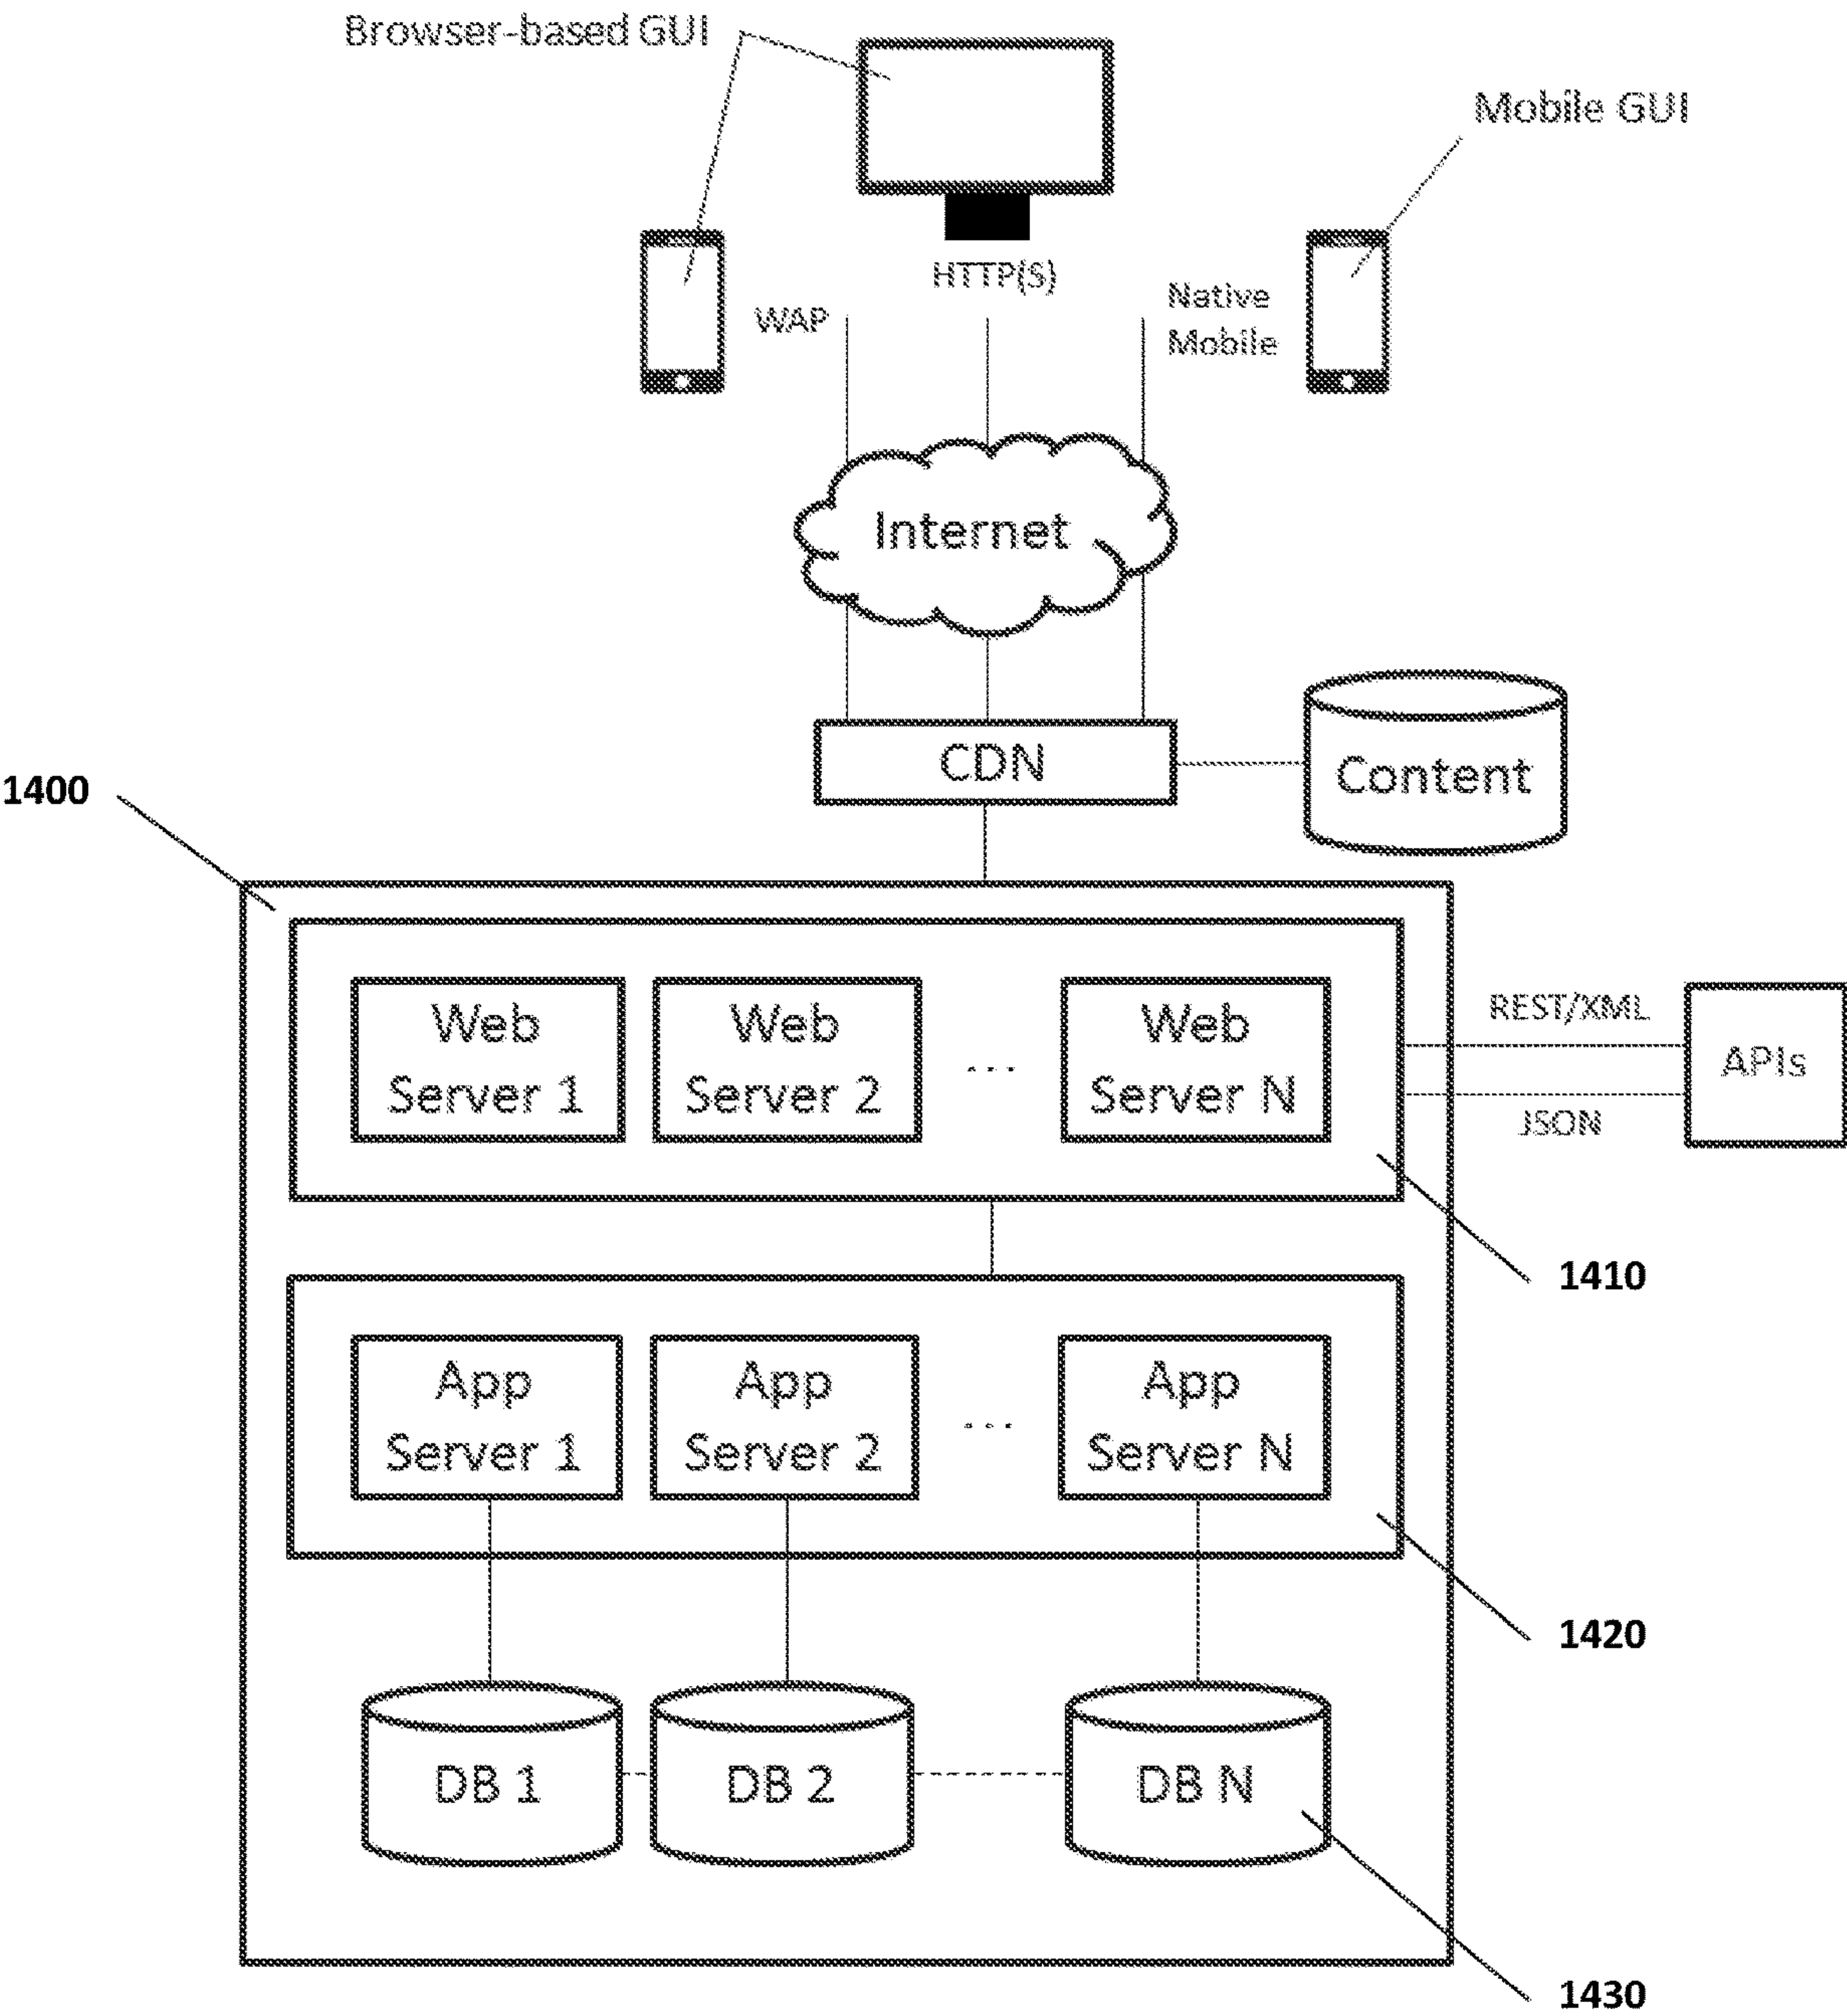 Browser-based GUI
Mobile GUI
HTTP(S)
WAP
Native
Mobile
Internet
CDN
Content
1400
Web
Server 1
Web
Server 2
...
Web
Server N
REST/XML
APIs
JSON
1410
App
Server 1
App
Server 2
...
App
Server N
1420
DB 1
DB 2
DB N
1430